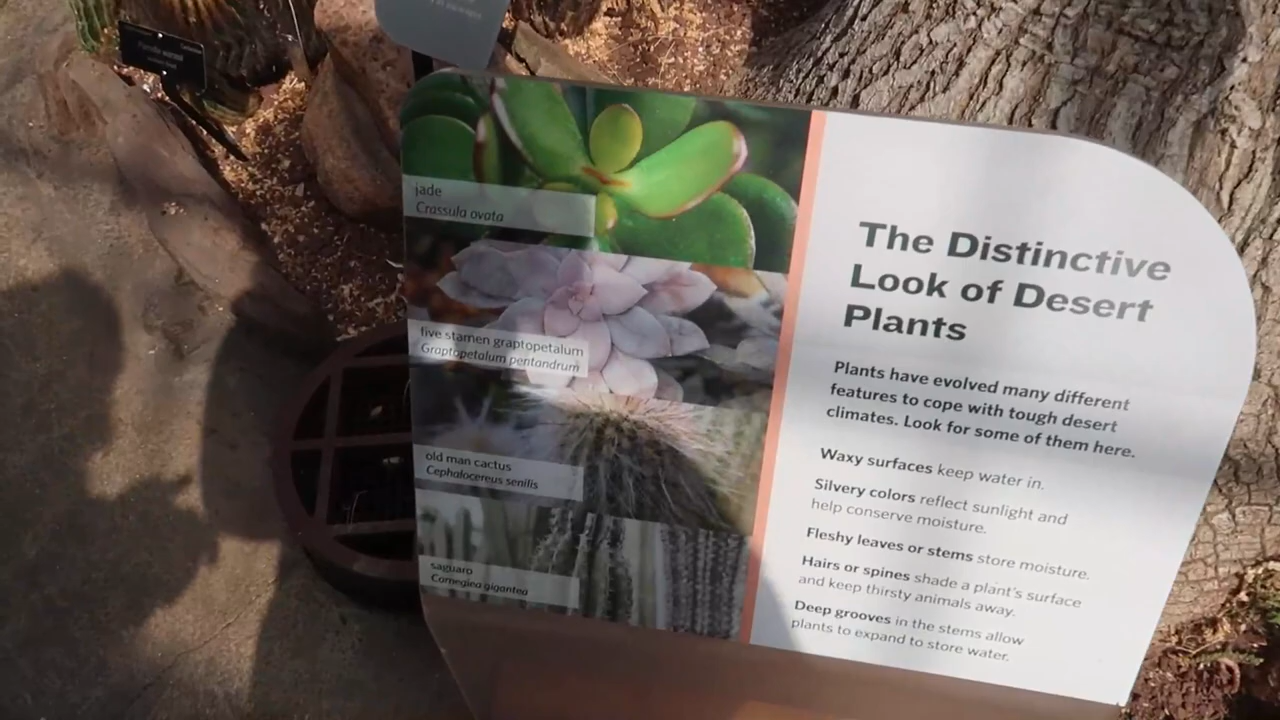 jade
Crassula ovata
five stamen graptopetalum
Graptopetalum pentandrum
old man cactus
Cephalocereus senilis
saguaro
Carnegiea gigantea
The Distinctive
Look of Desert
Plants
Plants have evolved many different
features to cope with tough desert
climates. Look for some of them here.
Waxy surfaces keep water in.
Silvery colors reflect sunlight and
help conserve moisture.
Fleshy leaves or stems store moisture.
Hairs or spines shade a plant's surface
and keep thirsty animals away.
Deep grooves in the stems allow
plants to expand to store water.